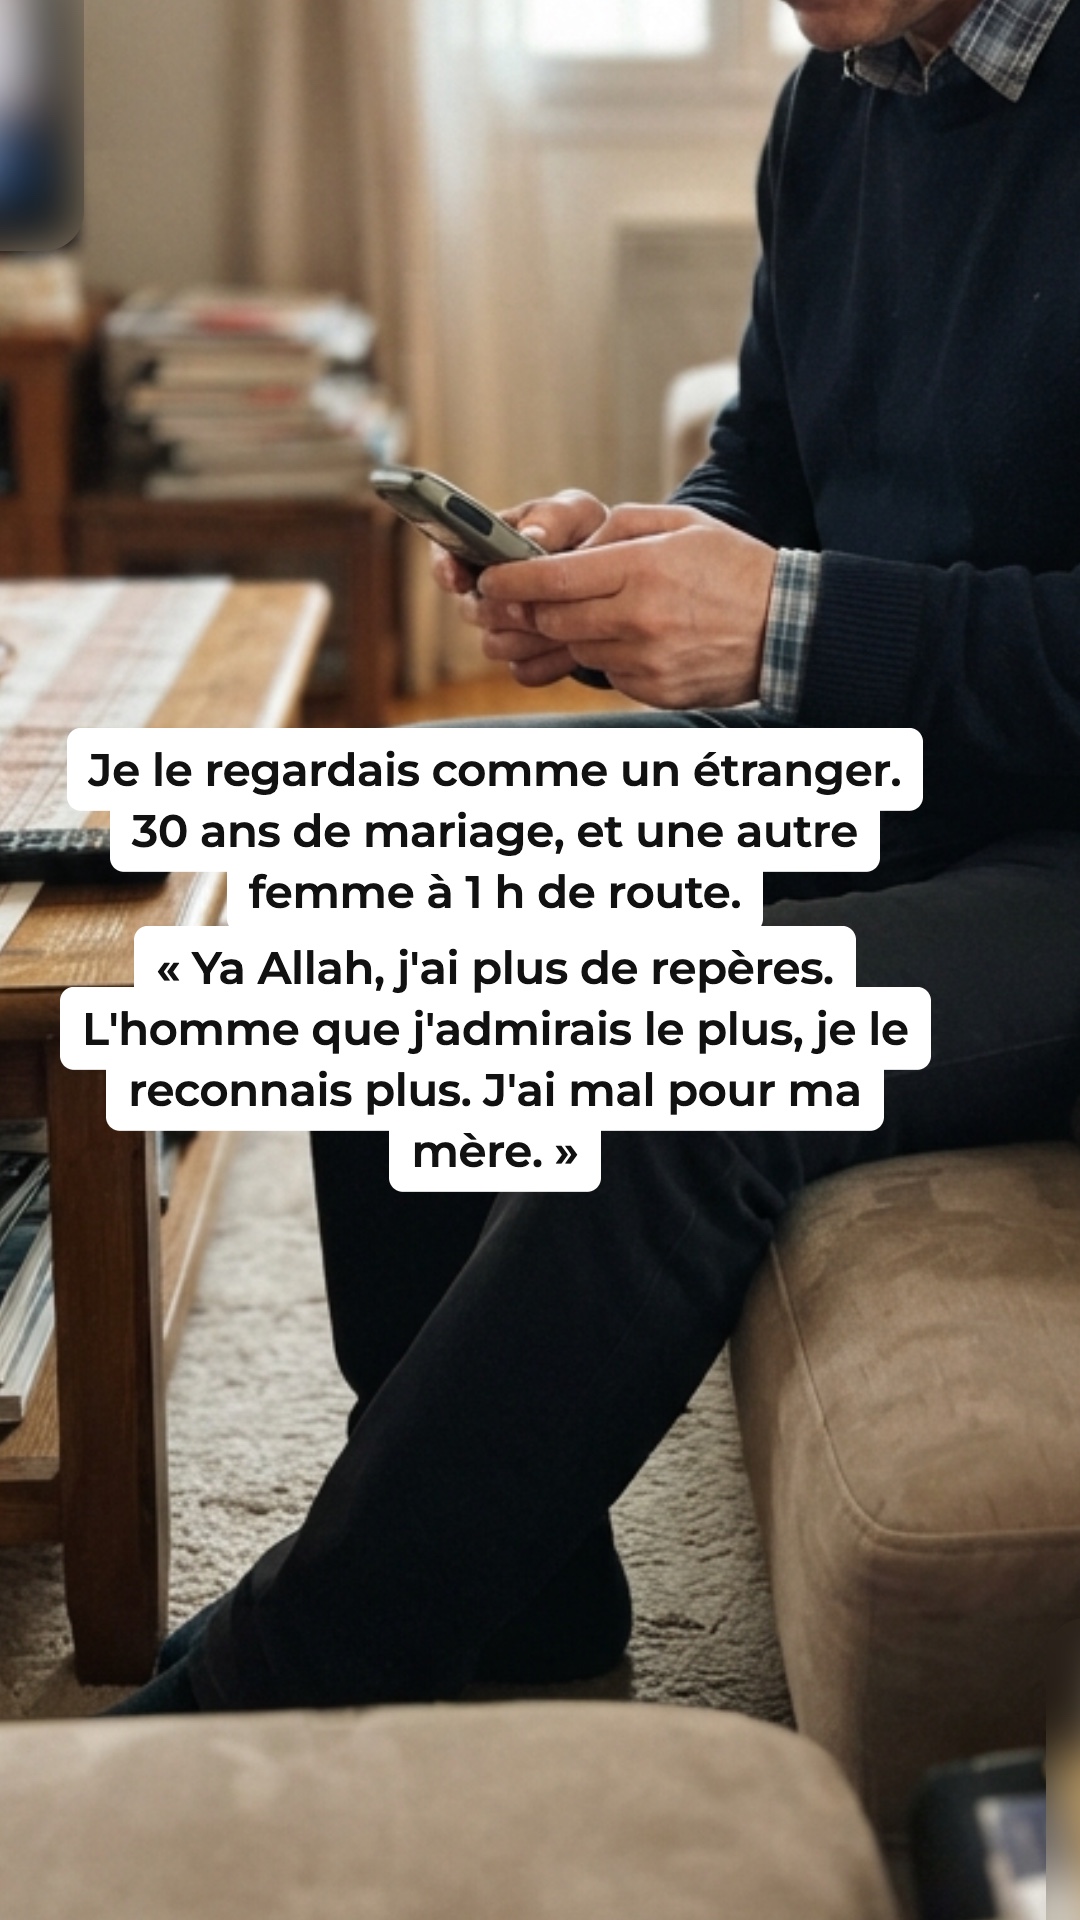 Je le regardais comme un étranger.
30 ans de mariage, et une autre
femme à 1 h de route.
« Ya Allah, j'ai plus de repères.
L'homme que j'admirais le plus, je le
reconnais plus. J'ai mal pour ma
mère. »